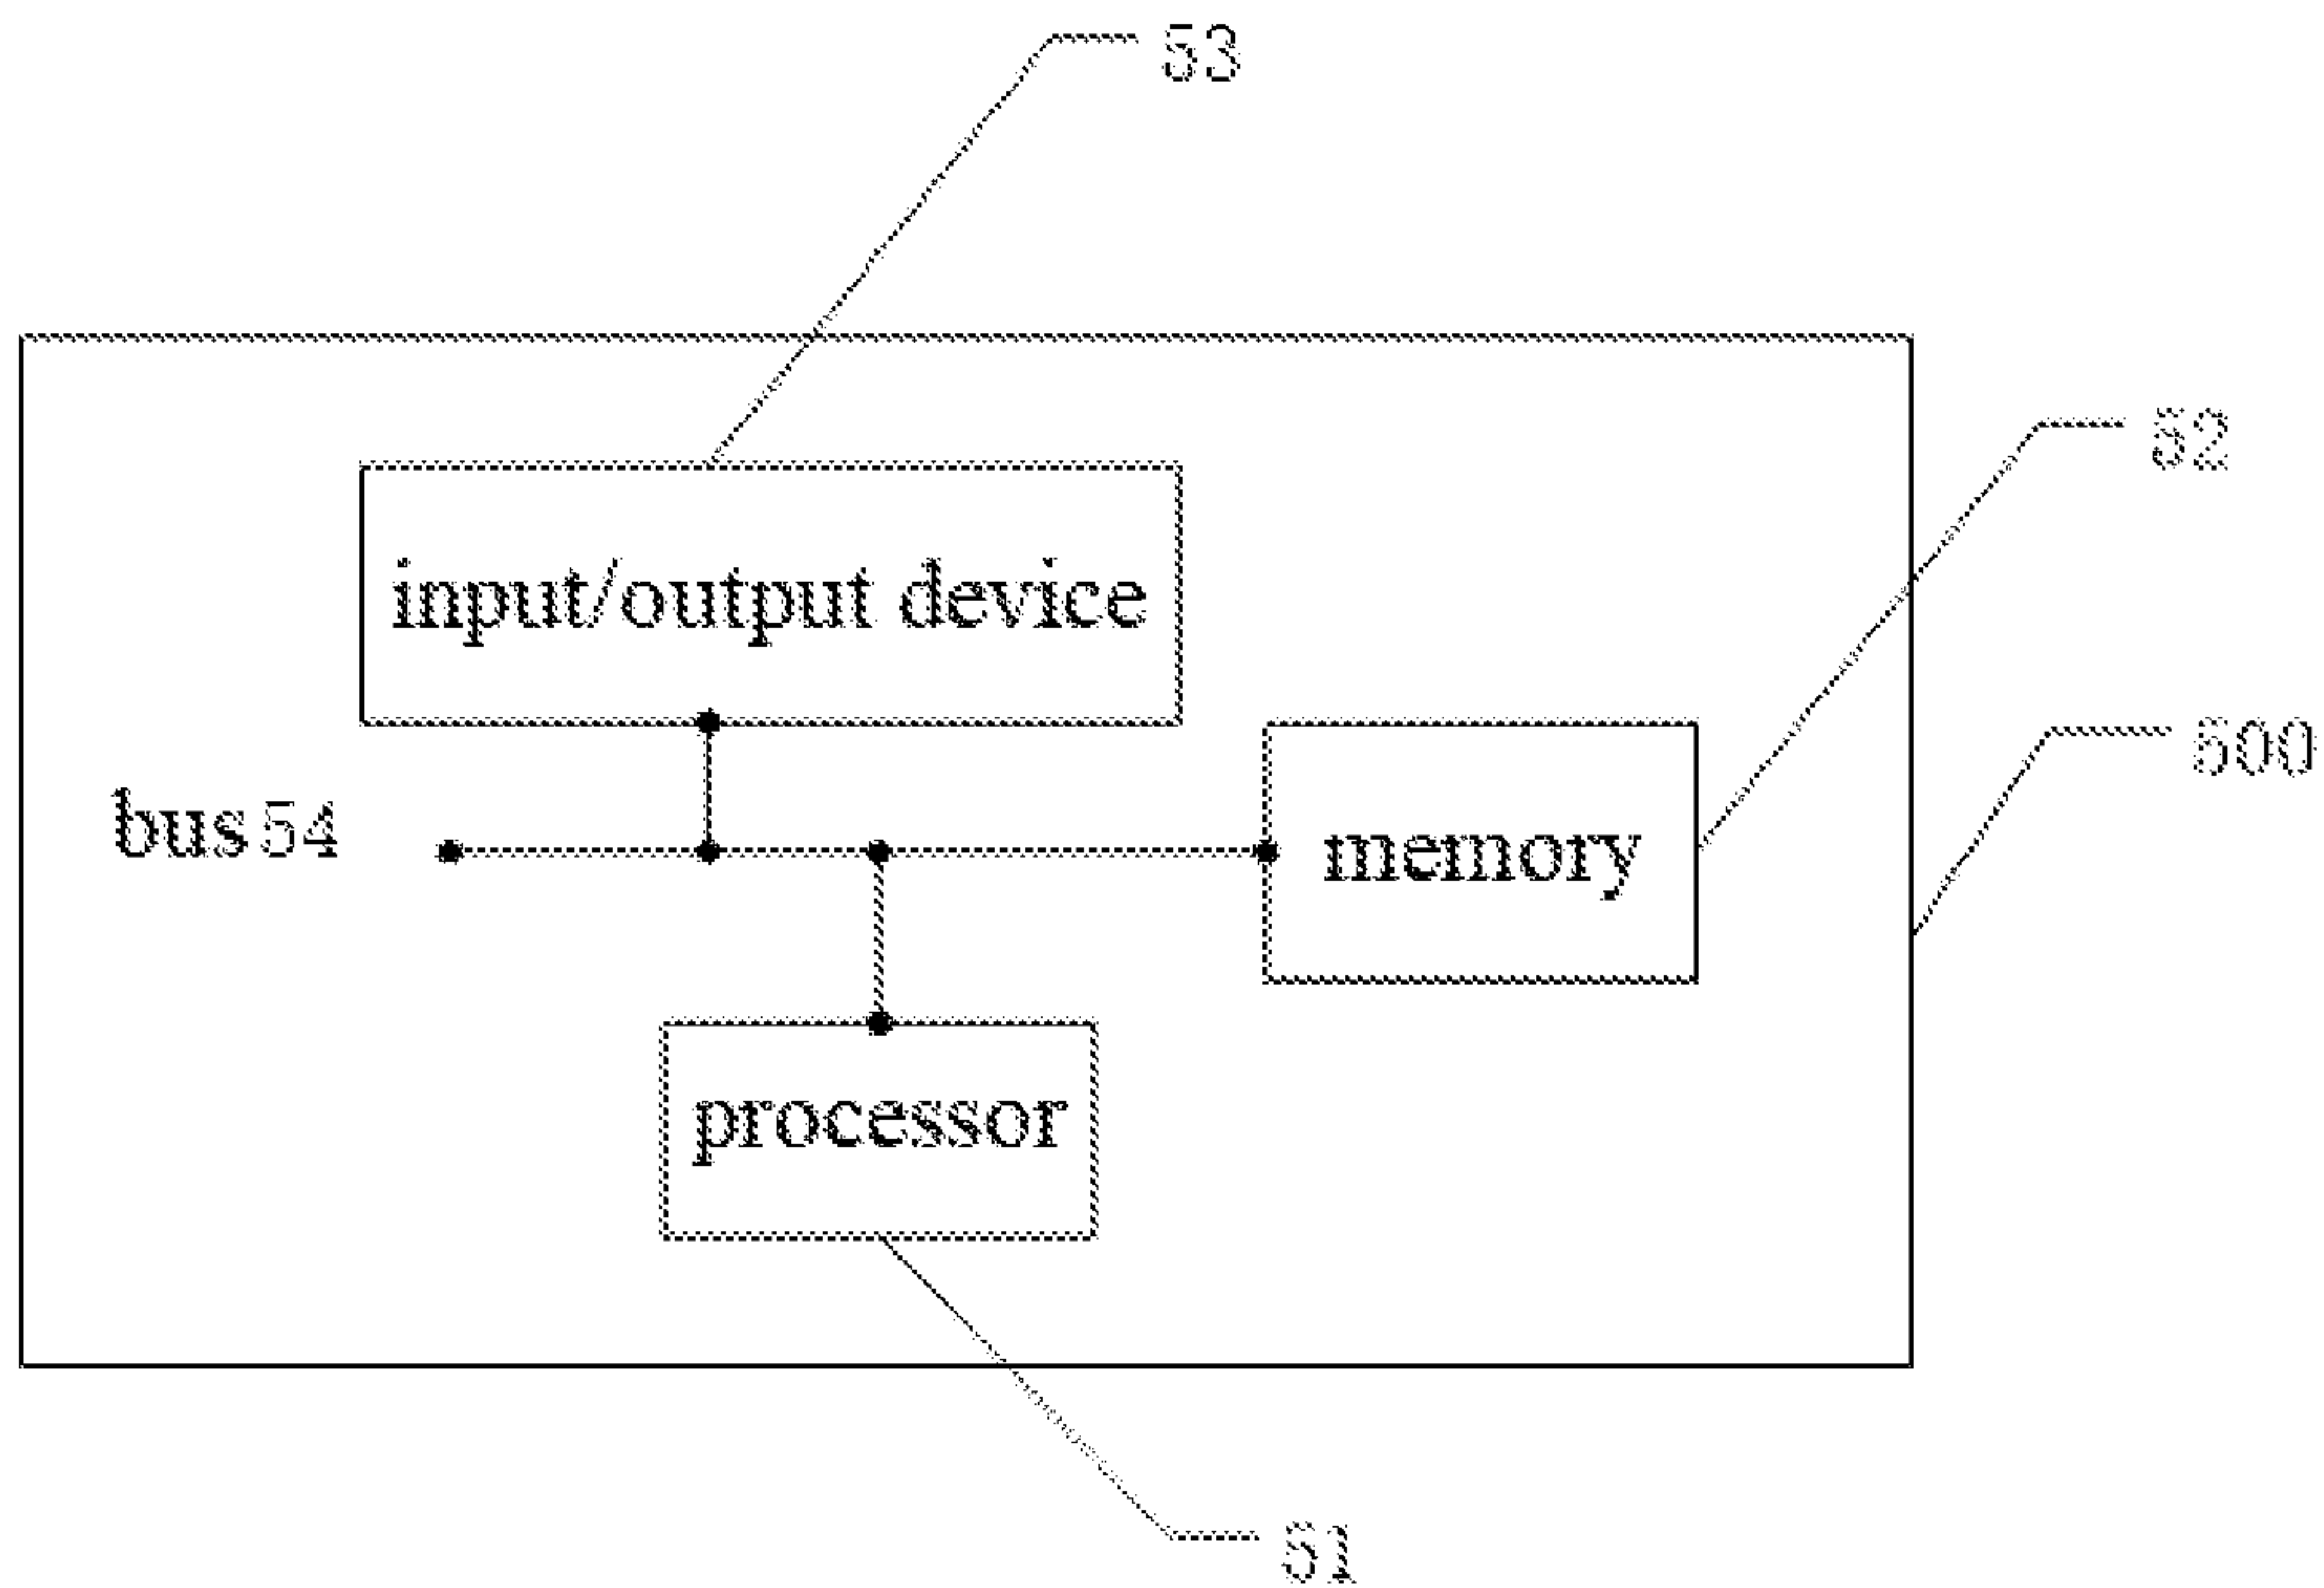 53
52
input/output device
500
bus 54
memory
processor
51